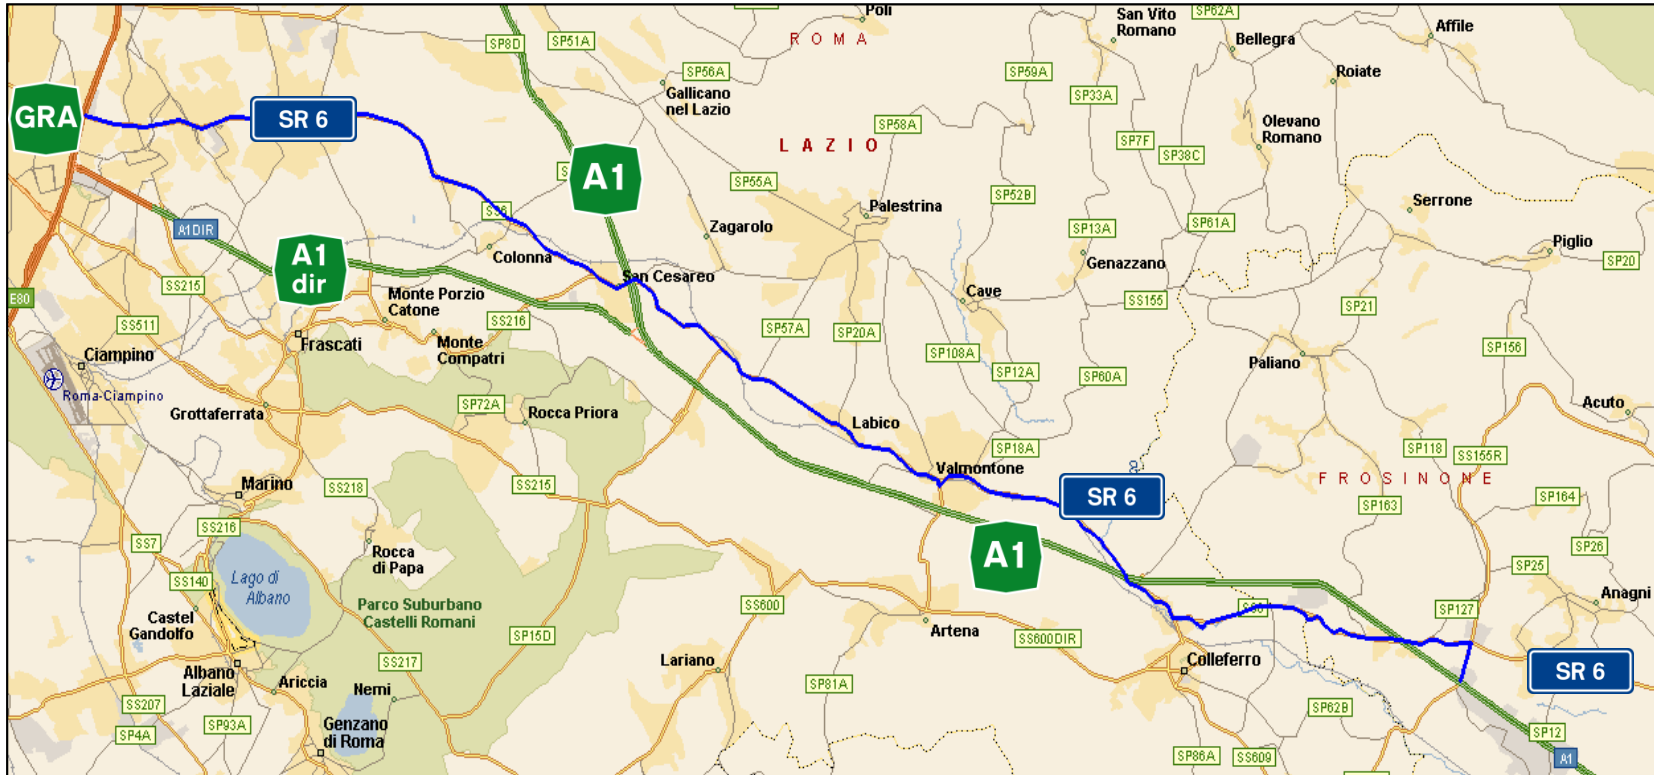 Poli
San Vito
Romano
SP62A
Affile
SP8D
SP51A
ROMA
Bellegra
SP56A
SP59A
Roiate
Gallicano
nel Lazio
SP33A
GRA
SR 6
SP58A
Olevano
Romano
LAZIO
SP7F
SP38C
A1
SP55A
SP52B
Serrone
Palestrina
SP61A
Zagarolo
SP13A
A1DIR
Piglio
Colonna
Genazzano
SP20
A1
dir
San Cesareo
SS215
Cave
SS155
E80
Monte Porzio
Catone
SP21
SS511
SS216
SP57A
SP20A
Frascati
Monte
Compatri
SP108A
SP156
Ciampino
Paliano
SP12A
SP60A
Roma-Ciampino
Acuto
SP72A
Grottaferrata
Rocca Priora
Labico
SP18A
SP118
SS155R
Valmontone
FROSINONE
Marino
SS218
SS215
SR 6
SP164
SP163
SS216
SS7
Rocca
di Papa
A1
SP26
SP25
SS140
Lago di
Albano
Anagni
Castel
Gandolfo
Parco Suburbano
Castelli Romani
SS600
SP127
SP15D
Artena
SS600DIR
SS217
Lariano
Colleferro
SR 6
Albano
Laziale
Ariccia
Nemi
SP81A
SS207
SP93A
SP4A
Genzano
di Roma
SP62B
SP12
SP86A
SS609
A1